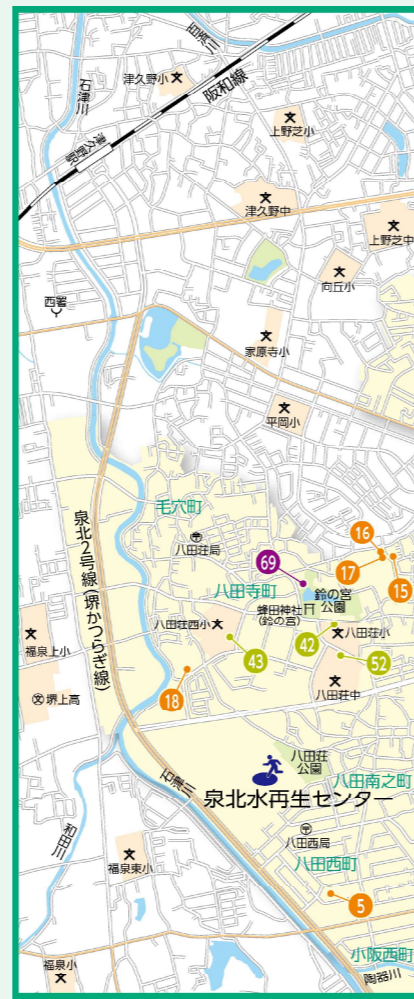 百済川
石津川
津久野小
阪和線
上野芝小
津久野駅
津久野中
上野芝中
向丘小
西署
家原寺小
平岡小
毛穴町
八田荘局
泉北2号線(堺かつらぎ線)
16
69
17
15
八田寺町
鈴の宮
公園
蜂田神社
(鈴の宮)
八田荘西小
42
八田荘小
福泉上小
43
52
堺上高
18
八田荘中
八田荘
公園
石津川
八田南之町
泉北水再生センター
和田川
八田西局
福泉東小
八田西町
5
小阪西町
福泉小
陶器川